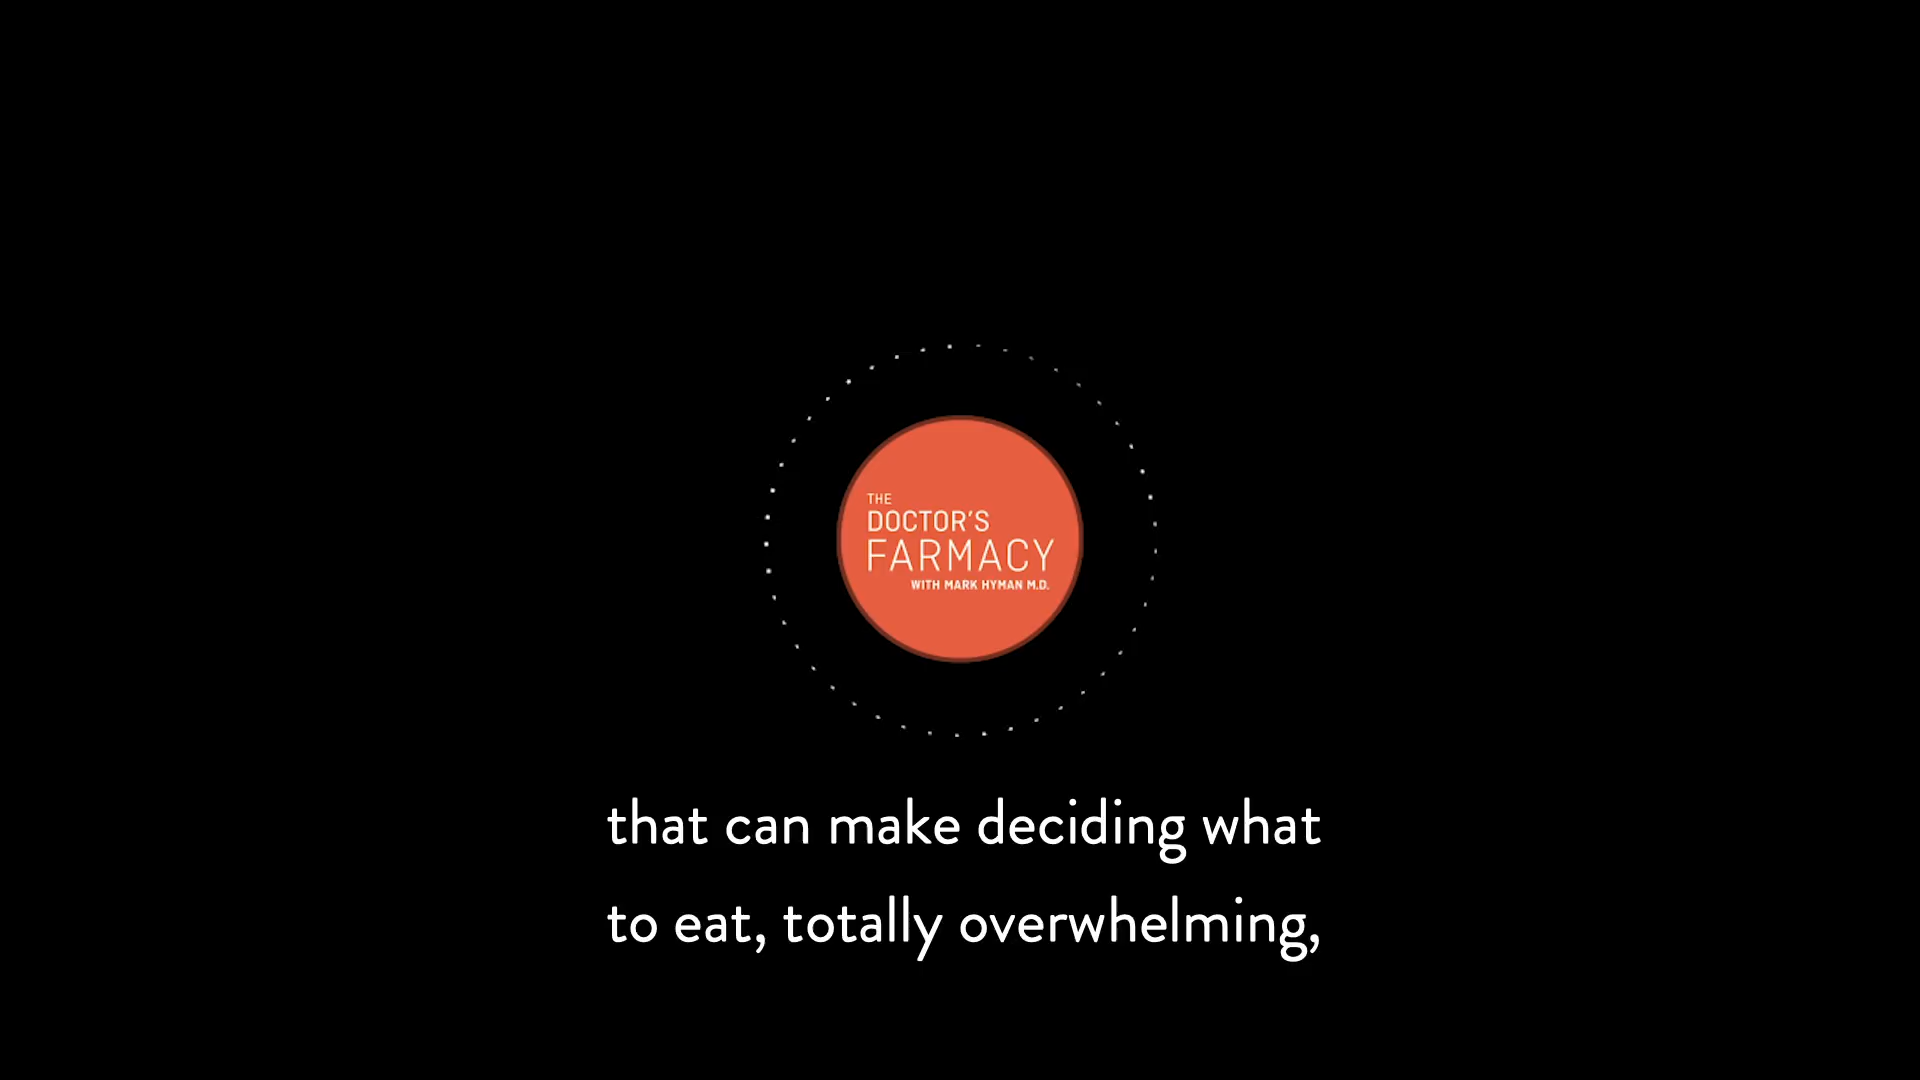 THE
DOCTOR'S
FARMACY
WITH MARK HYMAN M.D.
that can make deciding what
to eat, totally overwhelming,